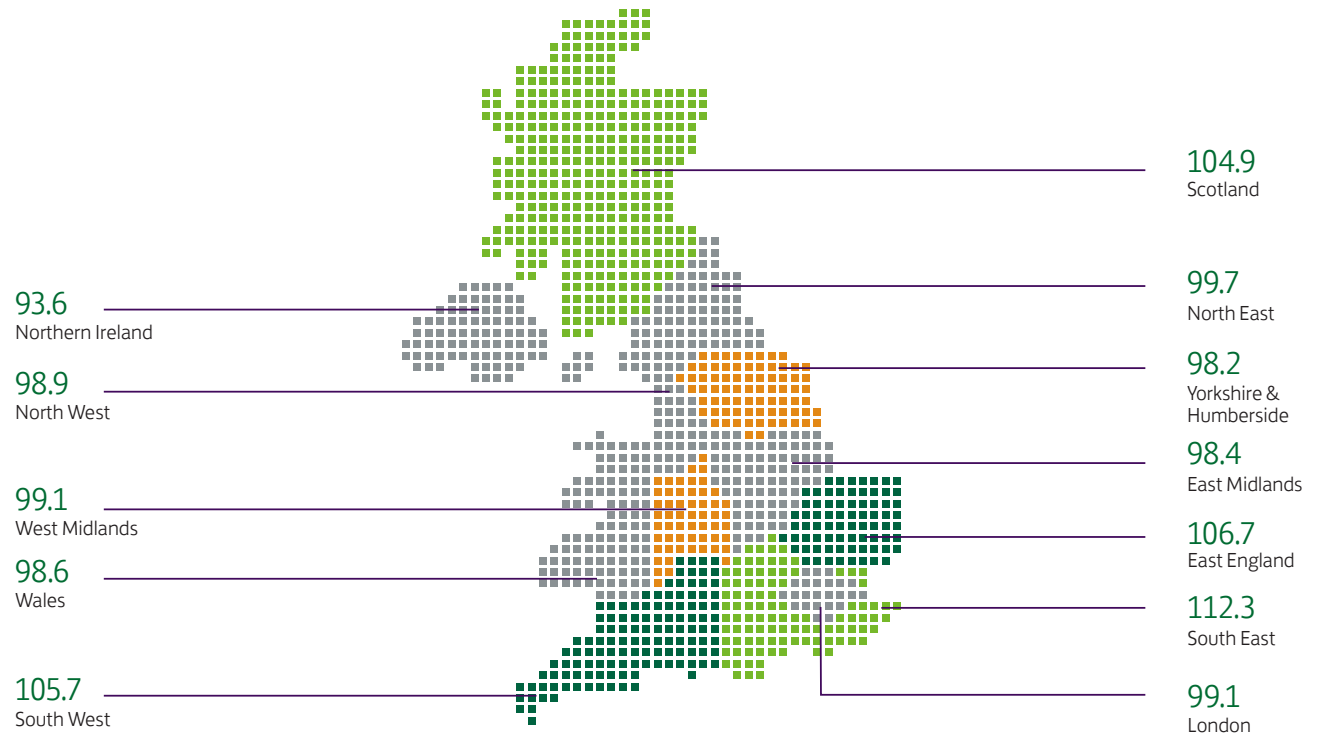 93.6
Northern Ireland
98.9
North West
99.1
West Midlands
98.6
Wales
105.7
South West
104.9
Scotland
99.7
North East
98.2
Yorkshire &
Humberside
98.4
East Midlands
106.7
East England
112.3
South East
99.1
London